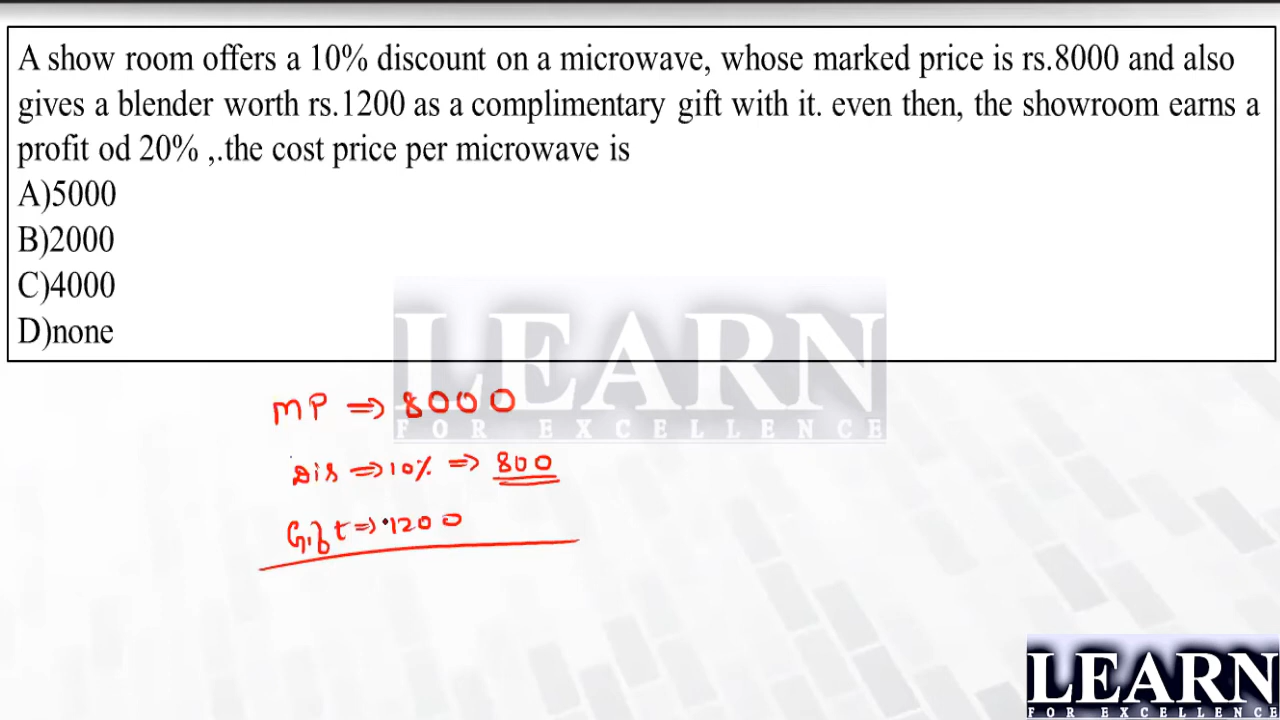 A show room offers a 10% discount on a microwave, whose marked price is rs.8000 and also
gives a blender worth rs.1200 as a complimentary gift with it. even then, the showroom earns a
profit od 20% ,.the cost price per microwave is
A)5000
B)2000
C)4000
D)none
LEARN
FOR EXCELLENCE
MP ⇒ 8000
Dis ⇒ 10% ⇒ 800
Gift ⇒ 1200
LEARN
FOR EXCELLENCE